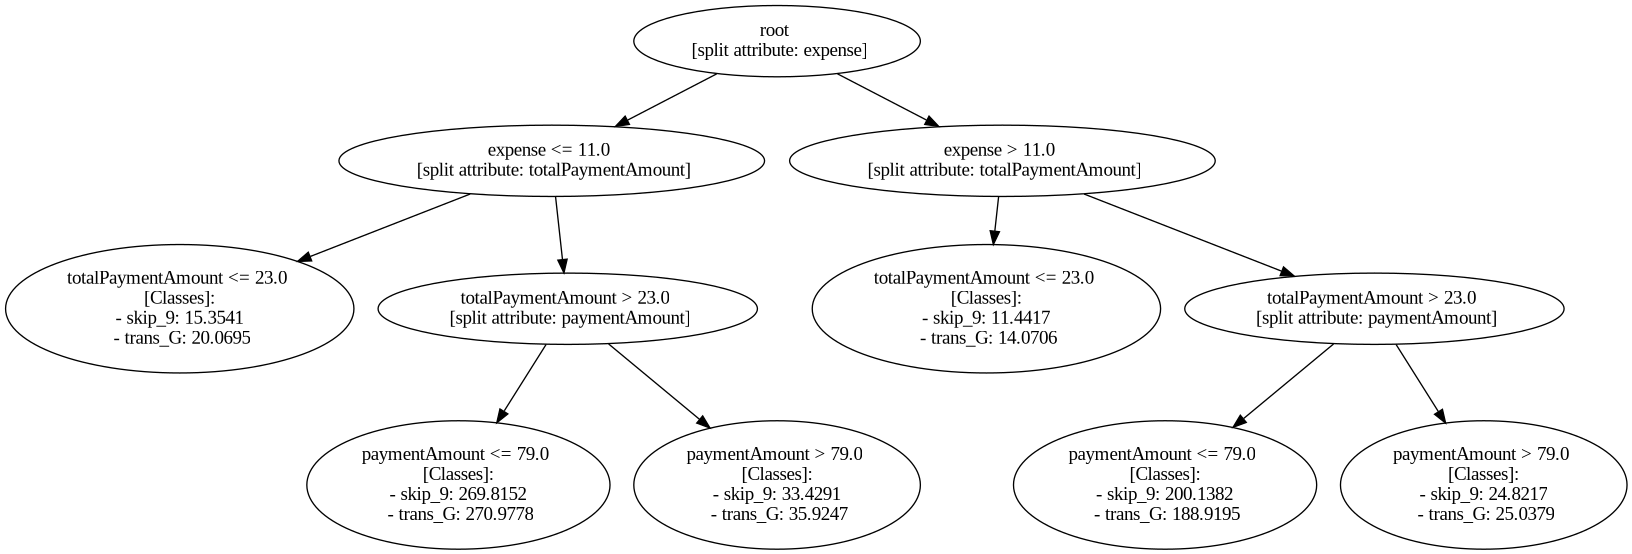 root
[split attribute: expense]
expense <= 11.0
[split attribute: totalPaymentAmount]
expense > 11.0
[split attribute: totalPaymentAmount]
totalPaymentAmount <= 23.0
[Classes]:
- skip_9: 15.3541
- trans_G: 20.0695
totalPaymentAmount > 23.0
[split attribute: paymentAmount]
totalPaymentAmount <= 23.0
[Classes]:
- skip_9: 11.4417
- trans_G: 14.0706
totalPaymentAmount > 23.0
[split attribute: paymentAmount]
paymentAmount <= 79.0
[Classes]:
- skip_9: 269.8152
- trans_G: 270.9778
paymentAmount > 79.0
[Classes]:
- skip_9: 33.4291
- trans_G: 35.9247
paymentAmount <= 79.0
[Classes]:
- skip_9: 200.1382
- trans_G: 188.9195
paymentAmount > 79.0
[Classes]:
- skip_9: 24.8217
- trans_G: 25.0379